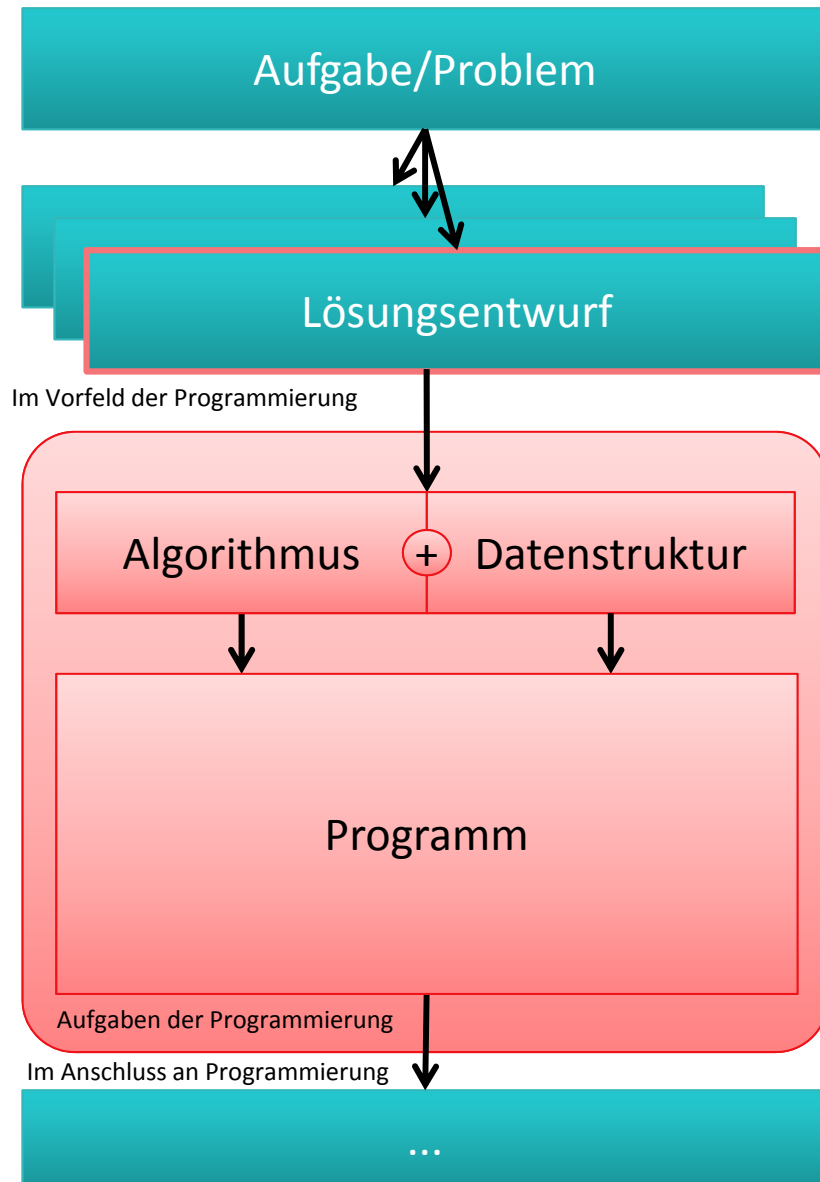 Aufgabe/Problem
Lösungsentwurf
Im Vorfeld der Programmierung
Algorithmus + Datenstruktur
Programm
Aufgaben der Programmierung
Im Anschluss an Programmierung
...